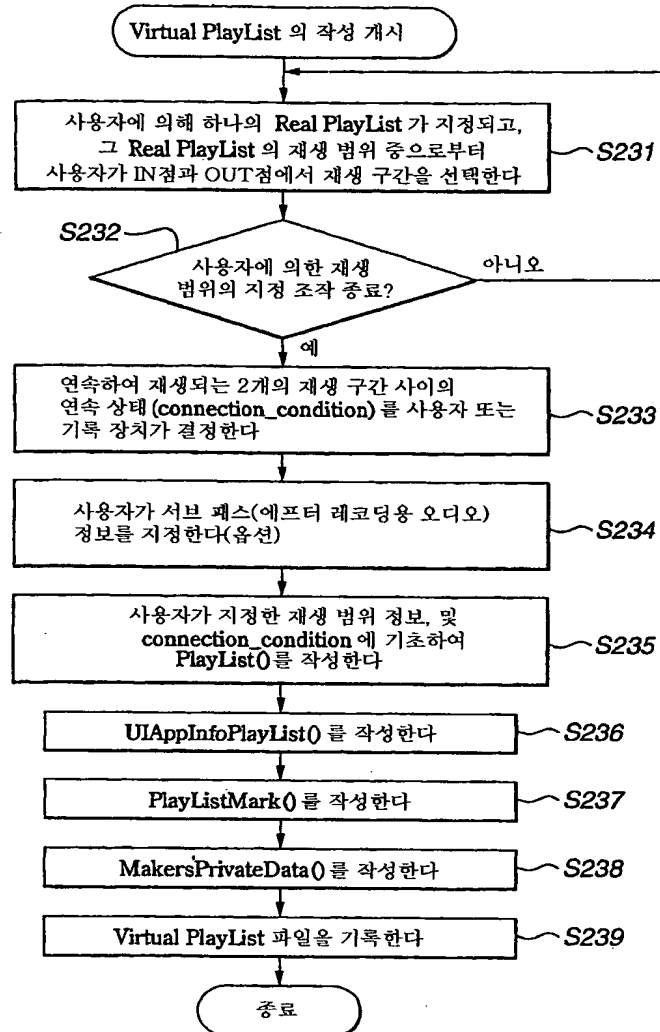 Virtual PlayList 의 작성 개시
사용자에 의해 하나의 Real PlayList 가 지정되고,
그 Real PlayList 의 재생 범위 중으로부터
사용자가 IN점과 OUT점에서 재생 구간을 선택한다
S231
S232
사용자에 의한 재생
범위의 지정 조작 종료?
아니오
예
연속하여 재생되는 2개의 재생 구간 사이의
연속 상태 (connection_condition) 를 사용자 또는
기록 장치가 결정한다
S233
사용자가 서브 패스(에프터 레코딩용 오디오)
정보를 지정한다(옵션)
S234
사용자가 지정한 재생 범위 정보, 및
connection_condition 에 기초하여
PlayList()를 작성한다
S235
UIAppInfoPlayList() 를 작성한다
S236
PlayListMark() 를 작성한다
S237
MakersPrivateData() 를 작성한다
S238
Virtual PlayList 파일을 기록한다
S239
종료